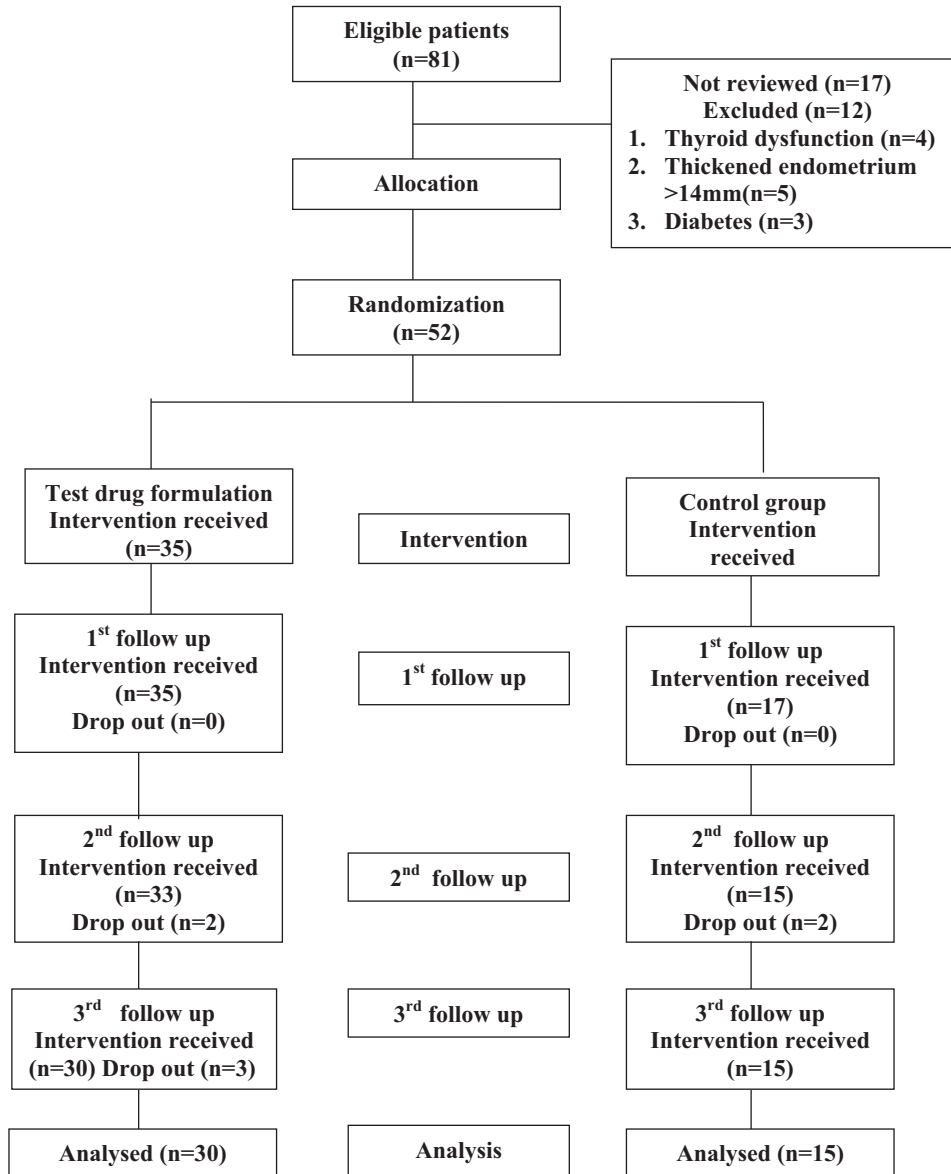 Eligible patients
(n=81)
Not reviewed (n=17)
Excluded (n=12)
1. Thyroid dysfunction (n=4)
2. Thickened endometrium
>14mm(n=5)
3. Diabetes (n=3)
Allocation
Randomization
(n=52)
Test drug formulation
Intervention received
(n=35)
Intervention
Control group
Intervention
received
1st follow up
Intervention received
(n=35)
Drop out (n=0)
1st follow up
1st follow up
Intervention received
(n=17)
Drop out (n=0)
2nd follow up
Intervention received
(n=33)
Drop out (n=2)
2nd follow up
2nd follow up
Intervention received
(n=15)
Drop out (n=2)
3rd follow up
Intervention received
(n=30) Drop out (n=3)
3rd follow up
3rd follow up
Intervention received
(n=15)
Analysed (n=30)
Analysis
Analysed (n=15)